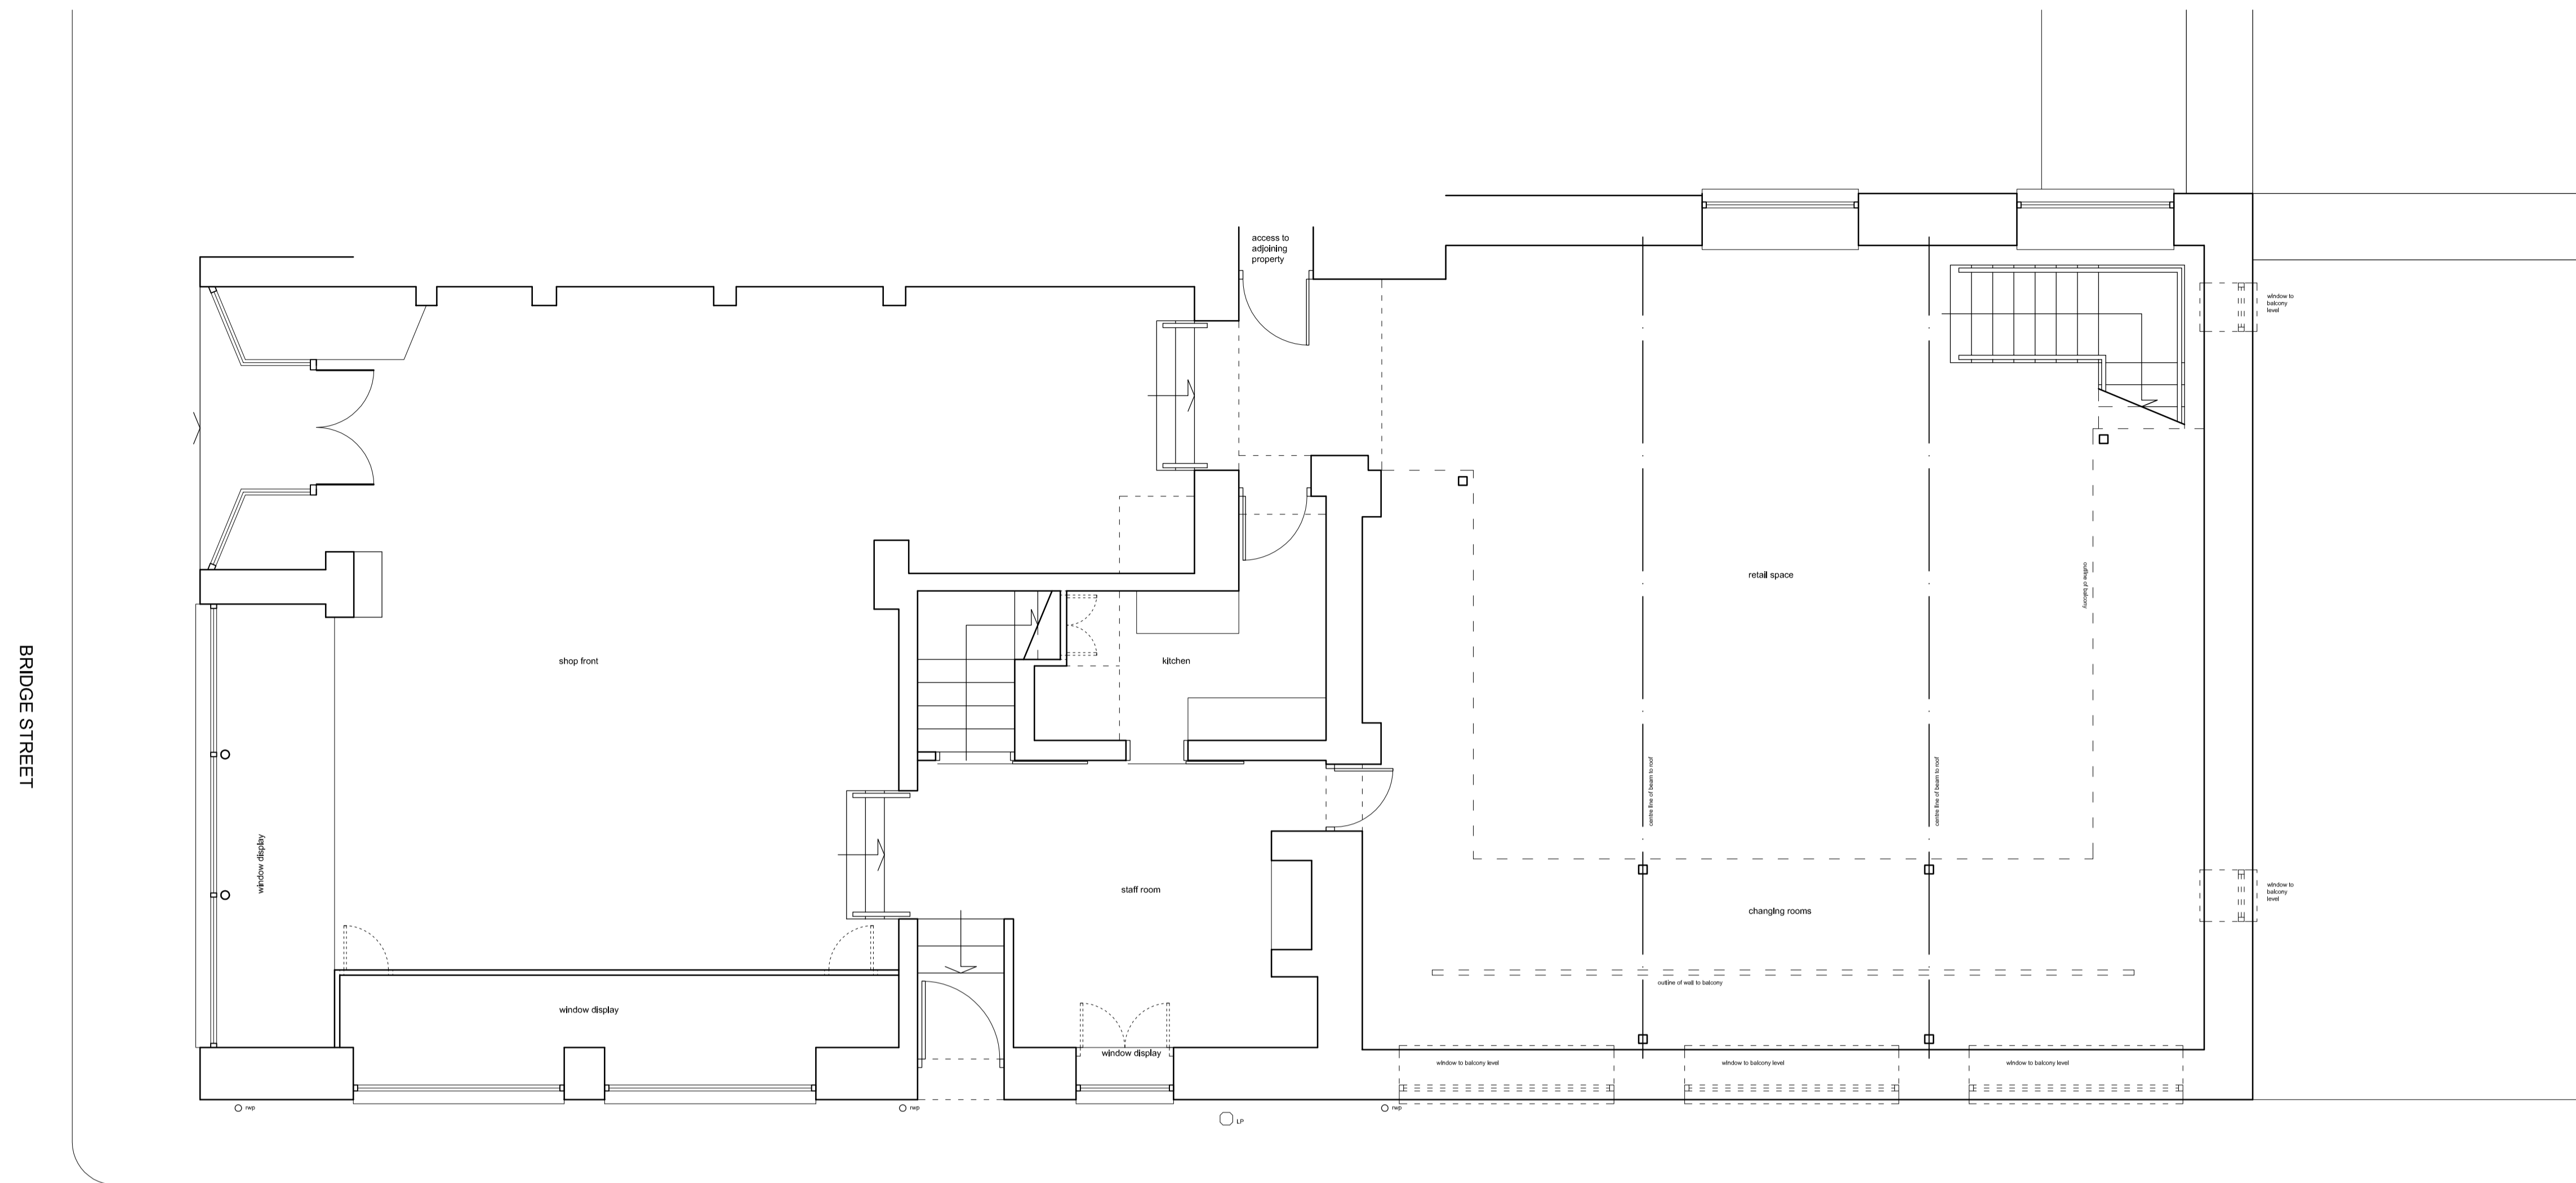 access to
adjoining
property
window to
balcony
level
outline of balcony
retail space
shop front
kitchen
BRIDGE STREET
centre line of beam to roof
centre line of beam to roof
window display
staff room
changing rooms
window to
balcony
level
outline of wall to balcony
window display
window display
window to balcony level
window to balcony level
window to balcony level
rwp
rwp
rwp
LP